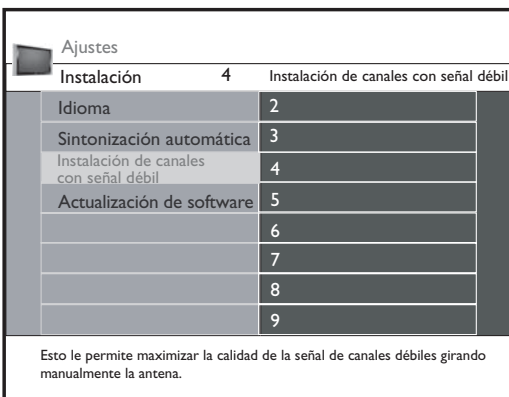 Ajustes
Instalación 4 Instalación de canales con señal débil
Idioma 2
Sintonización automática 3
Instalación de canales
con señal débil 4
Actualización de software 5
6
7
8
9
Esto le permite maximizar la calidad de la señal de canales débiles girando
manualmente la antena.